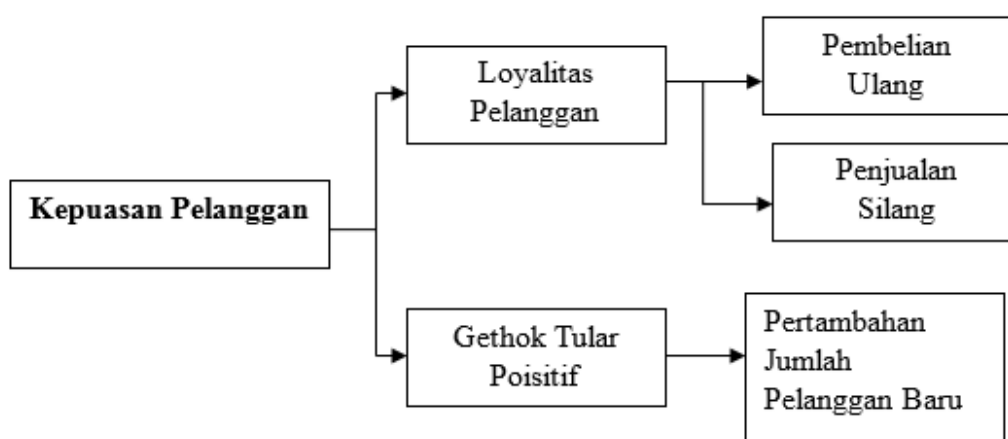 Kepuasan Pelanggan
Loyalitas
Pelanggan
Pembelian
Ulang
Penjualan
Silang
Gethok Tular
Poisitif
Pertambahan
Jumlah
Pelanggan Baru